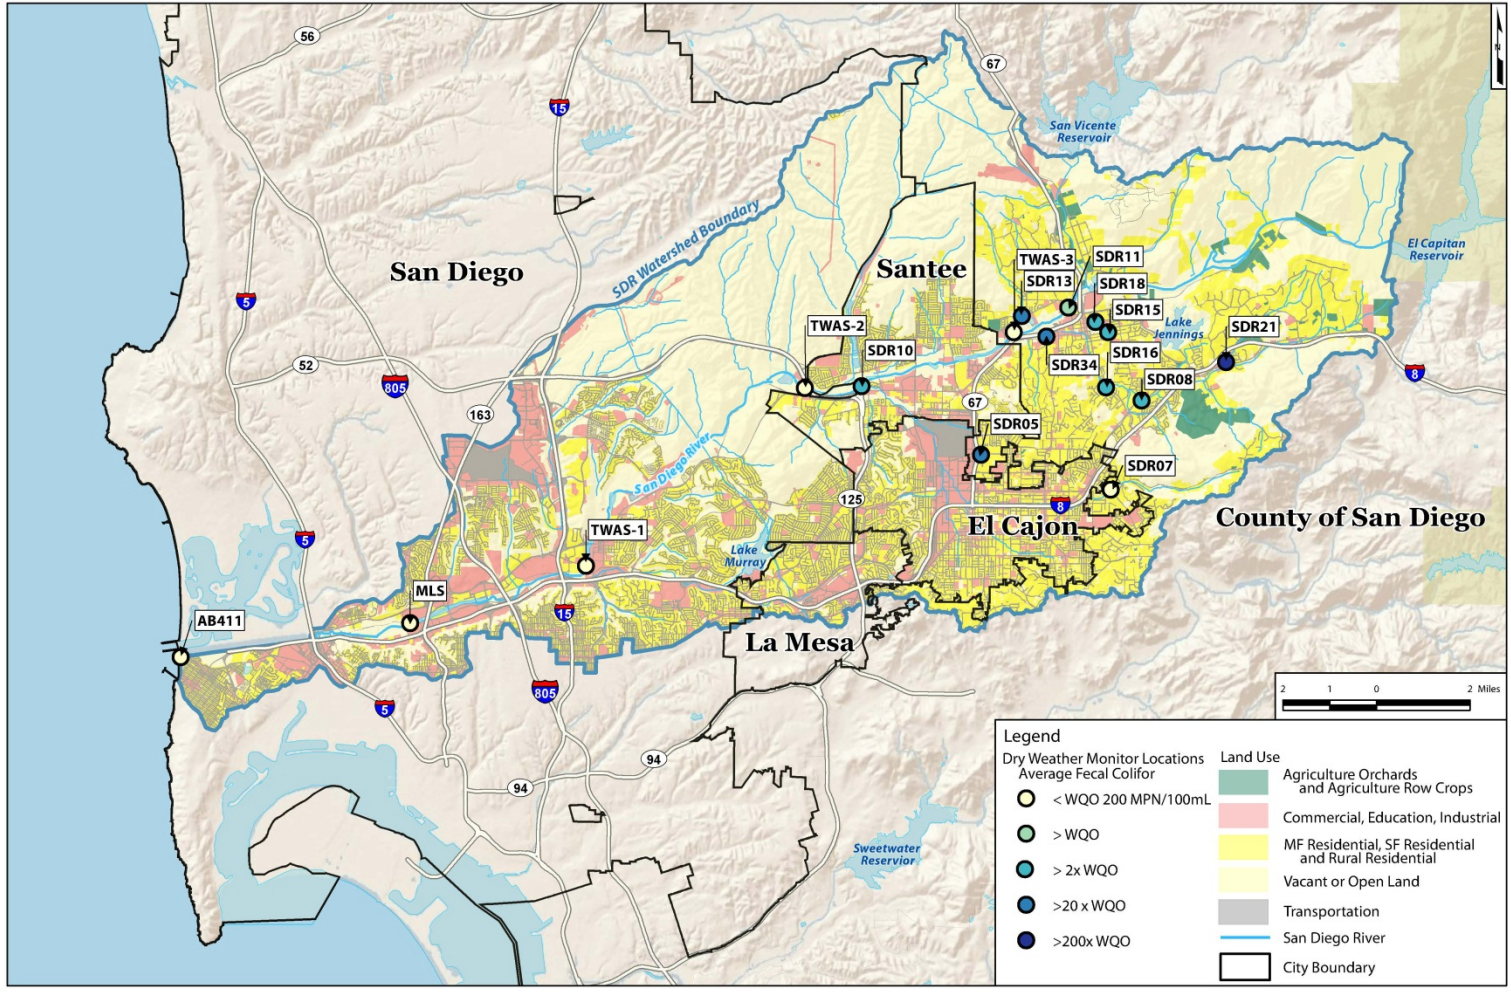 56
67
15
N
San Vicente
Reservoir
SDR Watershed Boundary
El Capitan
Reservoir
San Diego
Santee
TWAS-3
SDR11
SDR13
SDR18
5
SDR15
TWAS-2
Lake
Jennings
SDR21
SDR10
SDR16
52
SDR34
805
8
SDR08
163
67
SDR05
San Diego River
SDR07
125
8
El Cajon
County of San Diego
TWAS-1
5
Lake
Murray
MLS
15
AB411
La Mesa
805
5
2 1 0 2 Miles
94
94
Sweetwater
Reservior
Legend
Dry Weather Monitor Locations
Average Fecal Colifor
< WQO 200 MPN/100mL
> WQO
> 2x WQO
>20 x WQO
>200x WQO
Land Use
Agriculture Orchards
and Agriculture Row Crops
Commercial, Education, Industrial
MF Residential, SF Residential
and Rural Residential
Vacant or Open Land
Transportation
San Diego River
City Boundary